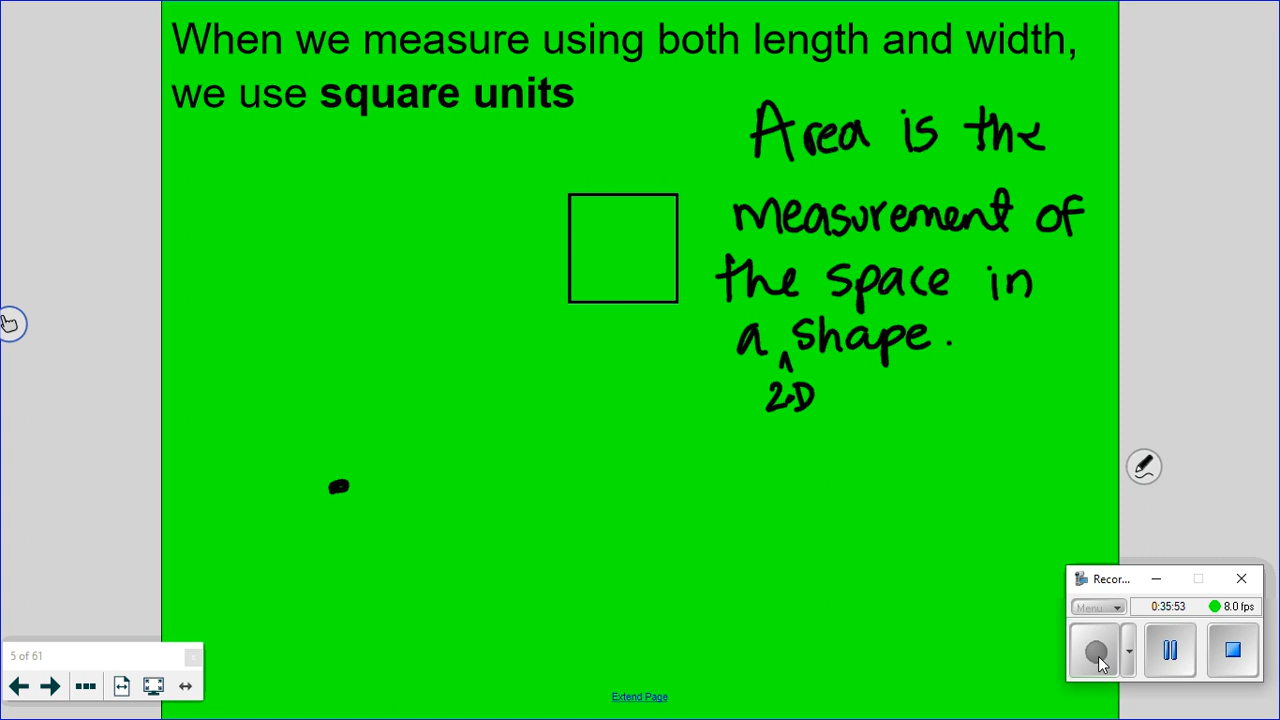 When we measure using both length and width,
we use square units
Area is the
measurement of
the space in
a ^ shape.
2-D
Recor...
Menu
0:35:53
8.0 fps
5 of 61
Extend Page